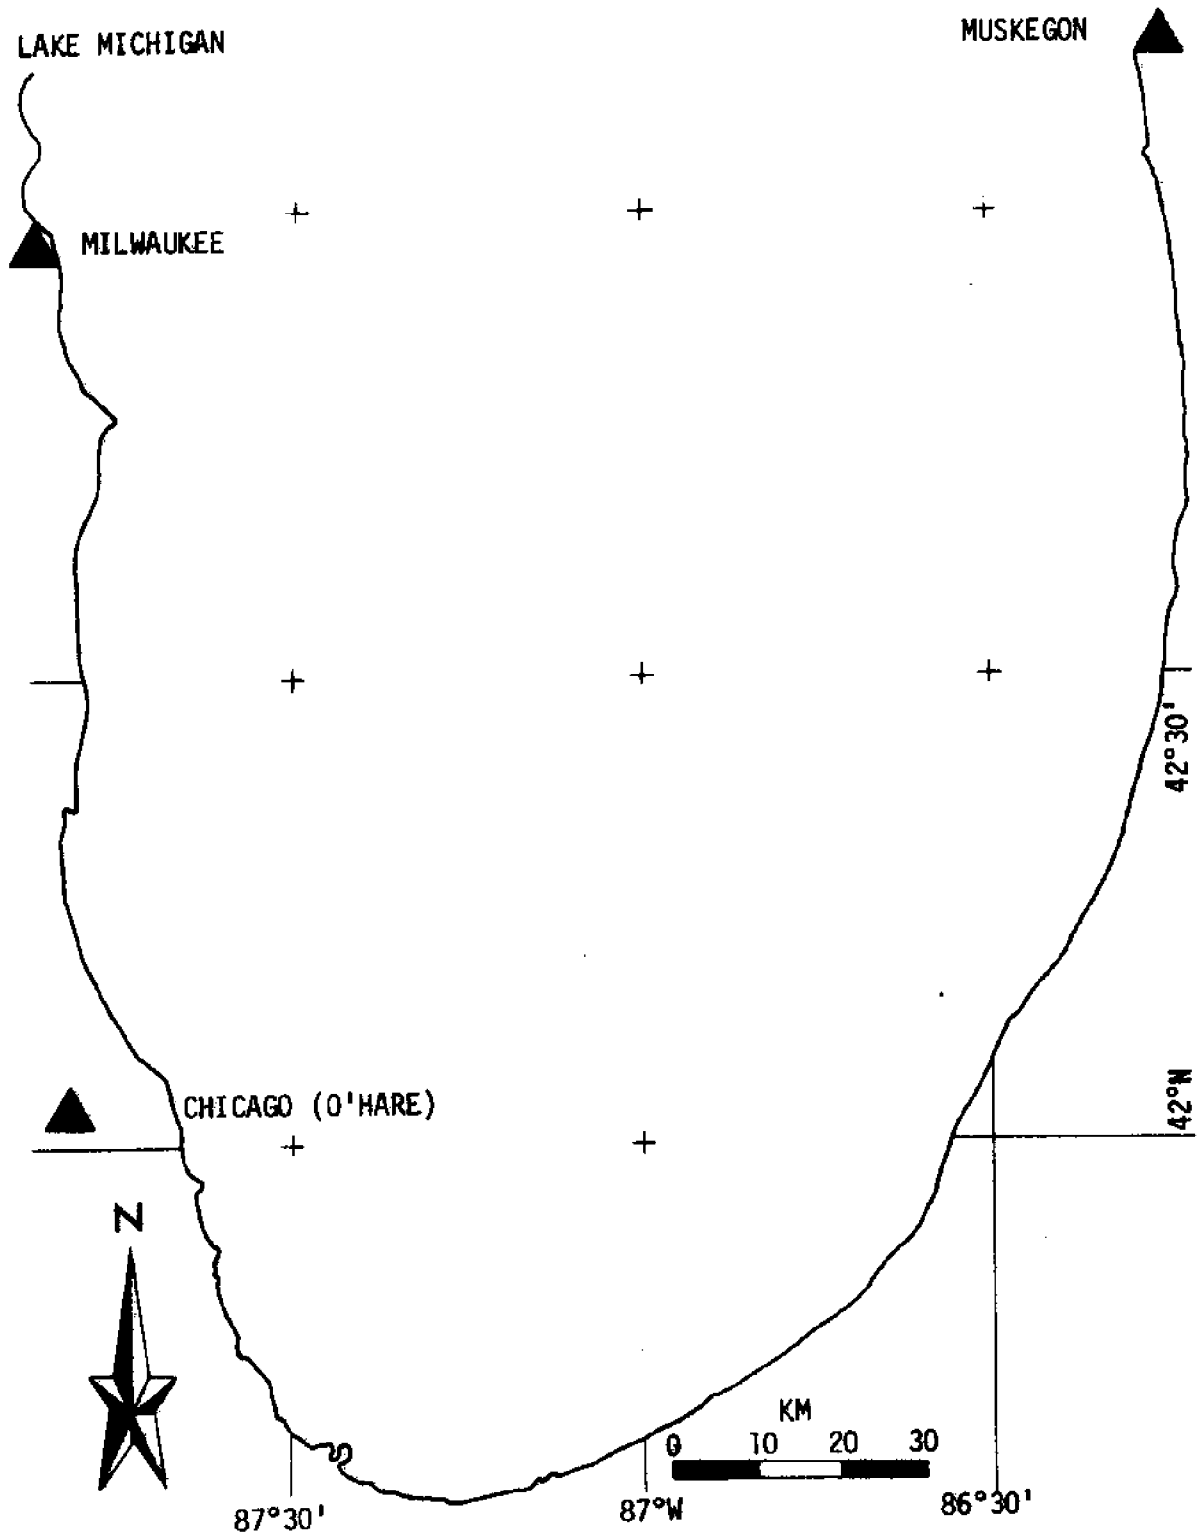 LAKE MICHIGAN
MUSKEGON
MILWAUKEE
42°30'
CHICAGO (O'HARE)
42°N
N
KM
0 10 20 30
87°30'
87°W
86°30'